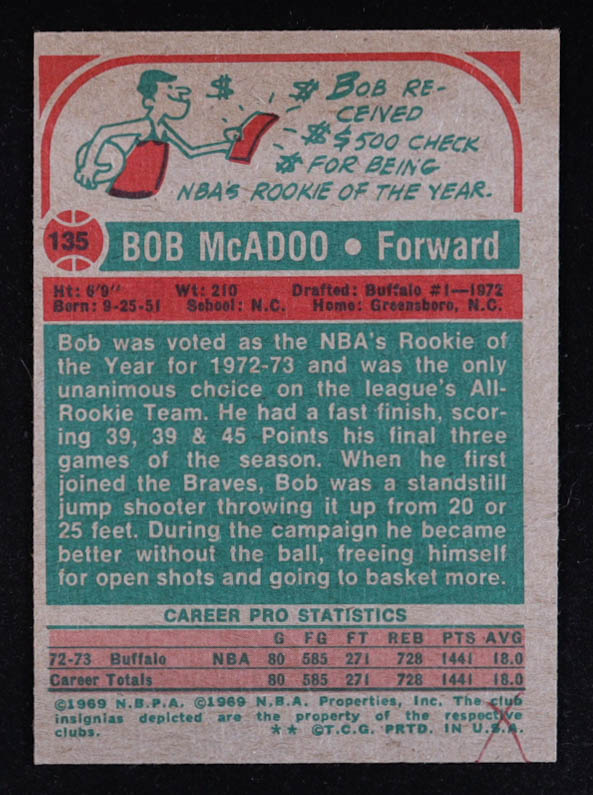 $ $ BOB RE-
CEIVED
$ $500 CHECK
$ FOR BEING
NBA'S ROOKIE OF THE YEAR.
135 BOB McADOO • Forward
Ht: 6'9" Wt: 210 Drafted: Buffalo #1—1972
Born: 9-25-51 School: N.C. Home: Greensboro, N.C.
Bob was voted as the NBA's Rookie of
the Year for 1972-73 and was the only
unanimous choice on the league's All-
Rookie Team. He had a fast finish, scor-
ing 39, 39 & 45 Points his final three
games of the season. When he first
joined the Braves, Bob was a standstill
jump shooter throwing it up from 20 or
25 feet. During the campaign he became
better without the ball, freeing himself
for open shots and going to basket more.
CAREER PRO STATISTICS
G FG FT REB PTS AVG
72-73 Buffalo NBA 80 585 271 728 1441 18.0
Career Totals 80 585 271 728 1441 18.0
©1969 N.B.P.A. ©1969 N.B.A. Properties, Inc. The club
insignias depicted are the property of the respective
clubs. ** ©T.C.G. PRTD. IN U.S.A.